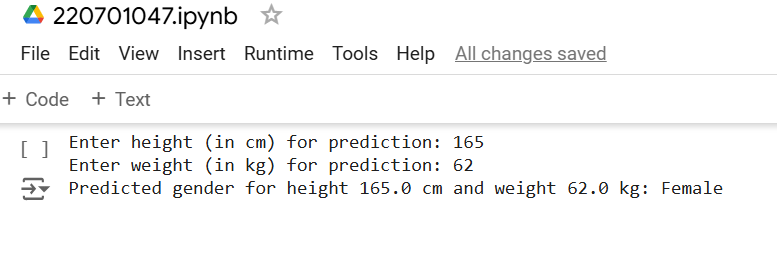 220701047.ipynb
File Edit View Insert Runtime Tools Help All changes saved
+ Code + Text
[ ] Enter height (in cm) for prediction: 165
Enter weight (in kg) for prediction: 62
Predicted gender for height 165.0 cm and weight 62.0 kg: Female